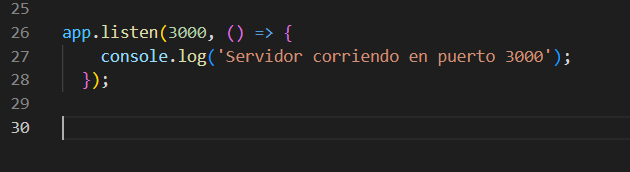 25
26 app.listen(3000, () => {
27 console.log('Servidor corriendo en puerto 3000');
28 });
29
30